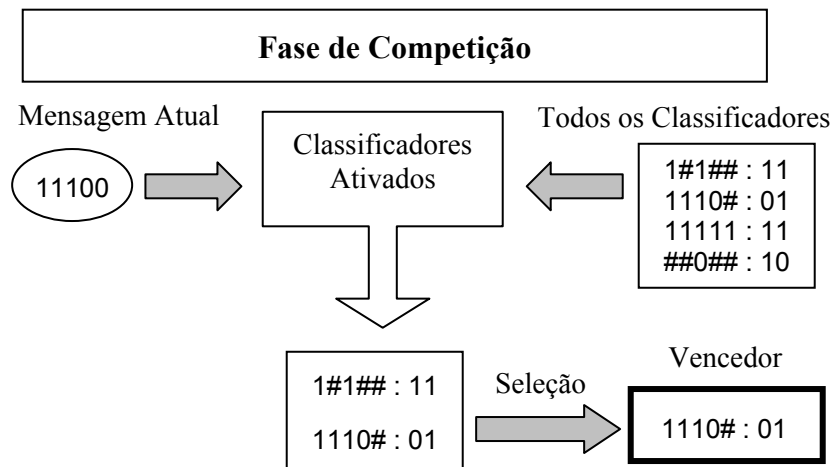 Fase de Competição
Mensagem Atual
11100
Classificadores
Ativados
Todos os Classificadores
1#1## : 11
1110# : 01
11111 : 11
##0## : 10
1#1## : 11
1110# : 01
Seleção
Vencedor
1110# : 01